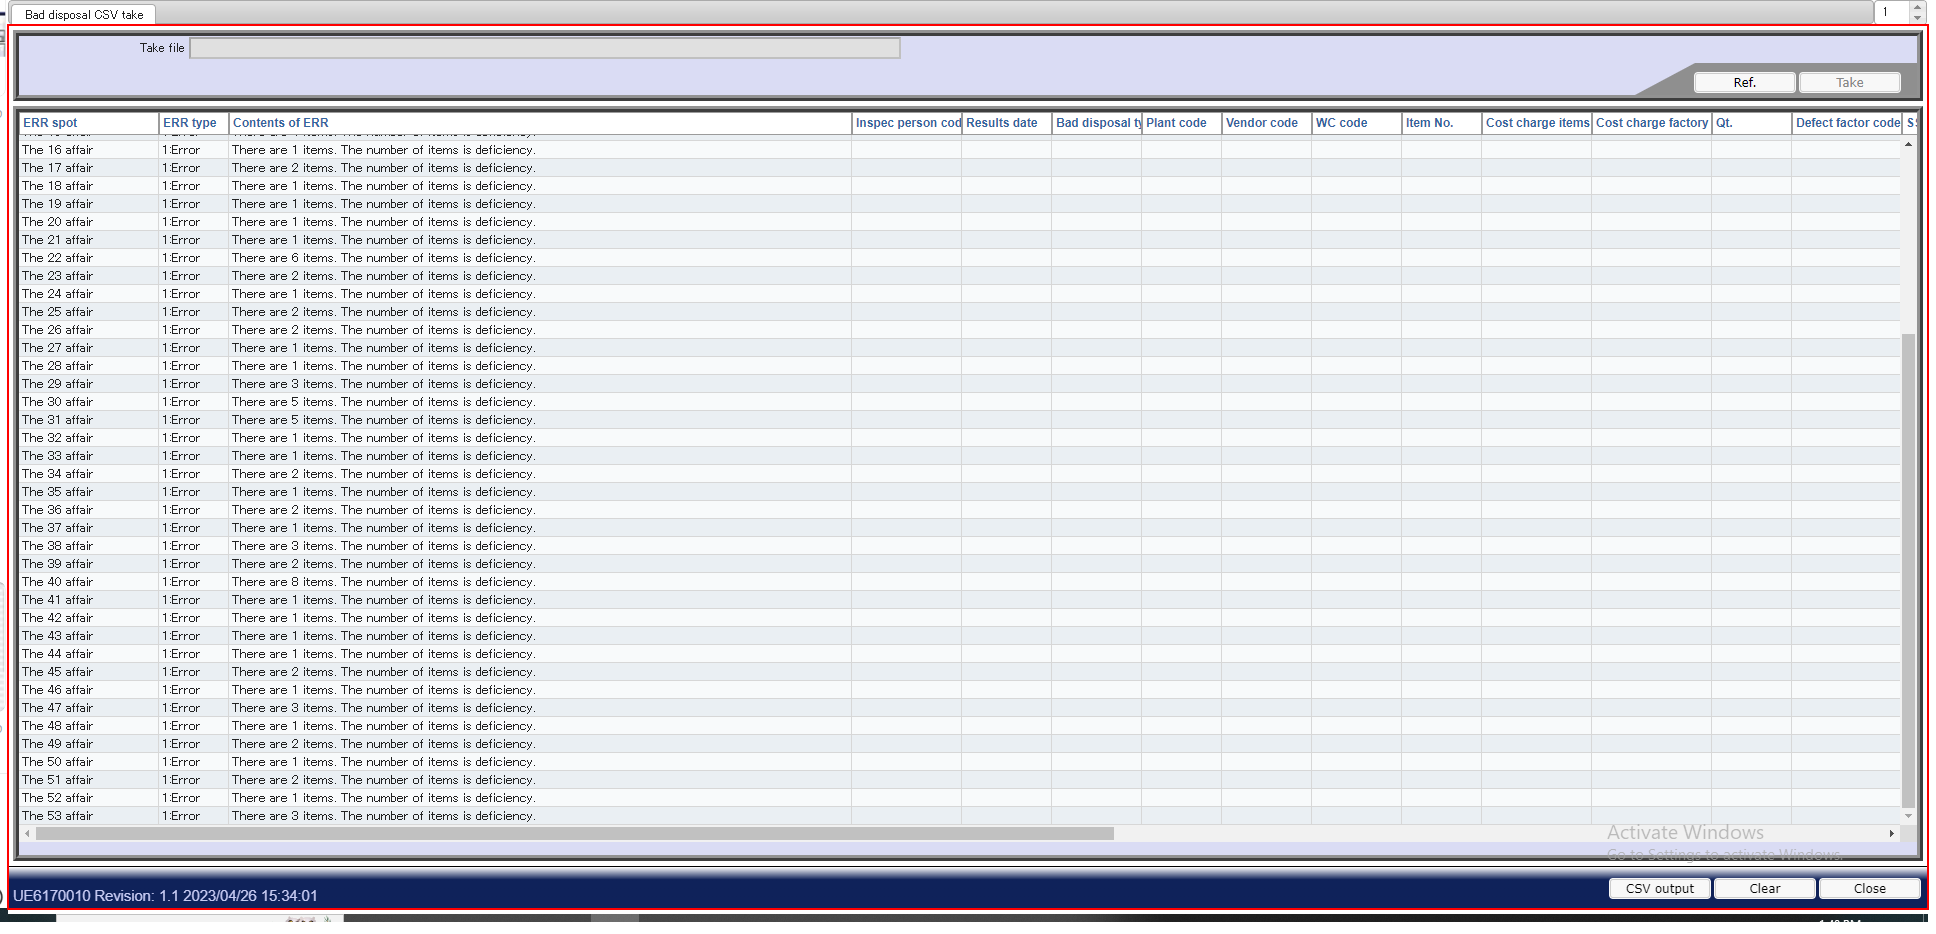 Bad disposal CSV take
1
Take file
Ref. Take
ERR spot ERR type Contents of ERR Inspec person cod Results date Bad disposal ty Plant code Vendor code WC code Item No. Cost charge items Cost charge factory Qt. Defect factor code
The 16 affair 1:Error There are 1 items. The number of items is deficiency.
The 17 affair 1:Error There are 2 items. The number of items is deficiency.
The 18 affair 1:Error There are 1 items. The number of items is deficiency.
The 19 affair 1:Error There are 1 items. The number of items is deficiency.
The 20 affair 1:Error There are 1 items. The number of items is deficiency.
The 21 affair 1:Error There are 1 items. The number of items is deficiency.
The 22 affair 1:Error There are 6 items. The number of items is deficiency.
The 23 affair 1:Error There are 2 items. The number of items is deficiency.
The 24 affair 1:Error There are 1 items. The number of items is deficiency.
The 25 affair 1:Error There are 2 items. The number of items is deficiency.
The 26 affair 1:Error There are 2 items. The number of items is deficiency.
The 27 affair 1:Error There are 1 items. The number of items is deficiency.
The 28 affair 1:Error There are 1 items. The number of items is deficiency.
The 29 affair 1:Error There are 3 items. The number of items is deficiency.
The 30 affair 1:Error There are 5 items. The number of items is deficiency.
The 31 affair 1:Error There are 5 items. The number of items is deficiency.
The 32 affair 1:Error There are 1 items. The number of items is deficiency.
The 33 affair 1:Error There are 1 items. The number of items is deficiency.
The 34 affair 1:Error There are 2 items. The number of items is deficiency.
The 35 affair 1:Error There are 1 items. The number of items is deficiency.
The 36 affair 1:Error There are 2 items. The number of items is deficiency.
The 37 affair 1:Error There are 1 items. The number of items is deficiency.
The 38 affair 1:Error There are 3 items. The number of items is deficiency.
The 39 affair 1:Error There are 2 items. The number of items is deficiency.
The 40 affair 1:Error There are 8 items. The number of items is deficiency.
The 41 affair 1:Error There are 1 items. The number of items is deficiency.
The 42 affair 1:Error There are 1 items. The number of items is deficiency.
The 43 affair 1:Error There are 1 items. The number of items is deficiency.
The 44 affair 1:Error There are 1 items. The number of items is deficiency.
The 45 affair 1:Error There are 2 items. The number of items is deficiency.
The 46 affair 1:Error There are 1 items. The number of items is deficiency.
The 47 affair 1:Error There are 3 items. The number of items is deficiency.
The 48 affair 1:Error There are 1 items. The number of items is deficiency.
The 49 affair 1:Error There are 2 items. The number of items is deficiency.
The 50 affair 1:Error There are 1 items. The number of items is deficiency.
The 51 affair 1:Error There are 2 items. The number of items is deficiency.
The 52 affair 1:Error There are 1 items. The number of items is deficiency.
The 53 affair 1:Error There are 3 items. The number of items is deficiency.
Activate Windows
Go to Settings to activate Windows.
UE6170010 Revision: 1.1 2023/04/26 15:34:01 CSV output Clear Close